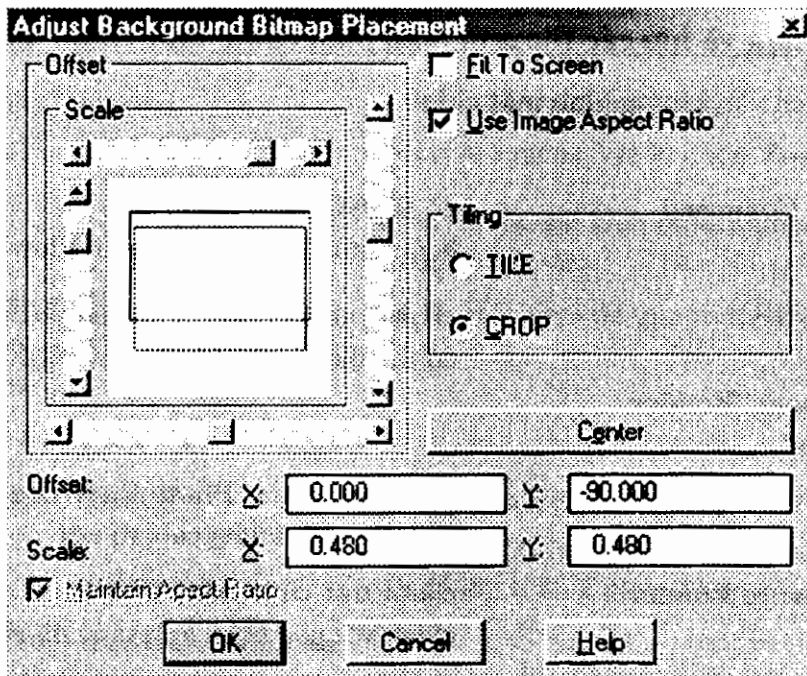 Adjust Background Bitmap Placement
Offset
Scale
Fit To Screen
Use Image Aspect Ratio
Tiling
TILE
CROP
Center
Offset: X: 0.000 Y: -90.000
Scale: X: 0.480 Y: 0.480
Maintain Apect Ratio
OK Cancel Help